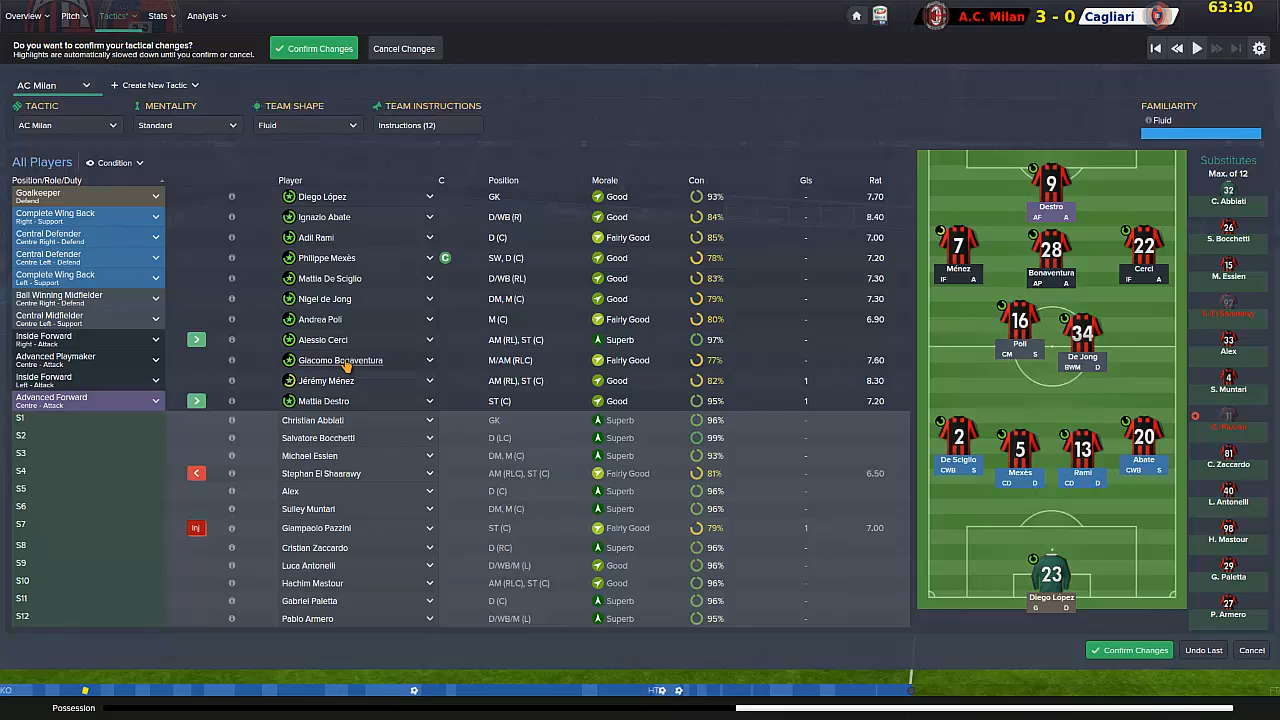 Overview Pitch Tactics Stats Analysis
A.C. Milan 3 - 0 Cagliari 63:30
Do you want to confirm your tactical changes?
Highlights are automatically slowed down until you confirm or cancel.
Confirm Changes Cancel Changes
AC Milan + Create New Tactic
TACTIC MENTALITY TEAM SHAPE TEAM INSTRUCTIONS FAMILIARITY
AC Milan Standard Fluid Instructions (12) Fluid
All Players Condition
Position/Role/Duty Player C Position Morale Con Gls Rat
Goalkeeper
Defend
Diego López GK Good 93% - 7.70
Complete Wing Back
Right - Support
Ignazio Abate D/WB (R) Good 84% - 8.40
Central Defender
Centre Right - Defend
Adil Rami D (C) Fairly Good 85% - 7.00
Central Defender
Centre Left - Defend
Philippe Mexès C SW, D (C) Good 78% - 7.20
Complete Wing Back
Left - Support
Mattia De Sciglio D/WB (RL) Good 83% - 7.30
Ball Winning Midfielder
Centre Right - Defend
Nigel de Jong DM, M (C) Good 79% - 7.30
Central Midfielder
Centre Left - Support
Andrea Poli M (C) Fairly Good 80% - 6.90
Inside Forward
Right - Attack
Alessio Cerci AM (RL), ST (C) Superb 97% -
Advanced Playmaker
Centre - Attack
Giacomo Bonaventura M/AM (RLC) Fairly Good 77% - 7.60
Inside Forward
Left - Attack
Jérémy Ménez AM (RL), ST (C) Good 82% 1 8.30
Advanced Forward
Centre - Attack
Mattia Destro ST (C) Good 95% 1 7.20
S1 Christian Abbiati GK Superb 96% -
S2 Salvatore Bocchetti D (LC) Superb 99% -
S3 Michael Essien DM, M (C) Superb 93% -
S4 Stephan El Shaarawy AM (RLC), ST (C) Fairly Good 81% - 6.50
S5 Alex D (C) Superb 96% -
S6 Sulley Muntari DM, M (C) Superb 96% -
S7 Inj Giampaolo Pazzini ST (C) Fairly Good 79% 1 7.00
S8 Cristian Zaccardo D (RC) Superb 96% -
S9 Luca Antonelli D/WB/M (L) Good 96% -
S10 Hachim Mastour AM (RL), ST (C) Superb 96% -
S11 Gabriel Paletta D (C) Superb 96% -
S12 Pablo Armero D/WB/M (L) Superb 95% -
9
Destro
AF A
7 28 22
Ménez Bonaventura Cerci
IF A AP A IF A
16 34
Poli De Jong
CM S BWM D
2 5 13 20
De Sciglio Mexès Rami Abate
CWB S CD D CD D CWB S
23
Diego López
G D
Substitutes
Max. of 12
32
C. Abbiati
26
S. Bocchetti
15
M. Essien
92
S. El Shaarawy
33
Alex
4
S. Muntari
11
G. Pazzini
81
C. Zaccardo
40
L. Antonelli
98
H. Mastour
29
G. Paletta
27
P. Armero
Confirm Changes Undo Last Cancel
KO HT FT
Possession